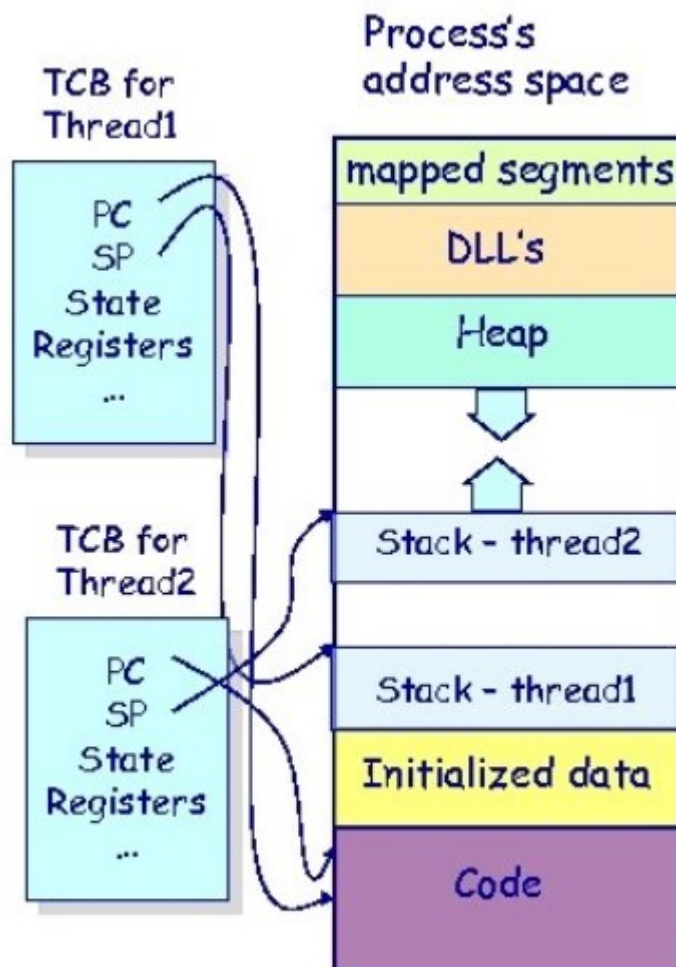 Process's
address space
TCB for
Thread1
PC
SP
State
Registers
...
mapped segments
DLL's
Heap
Stack - thread2
TCB for
Thread2
PC
SP
State
Registers
...
Stack - thread1
Initialized data
Code